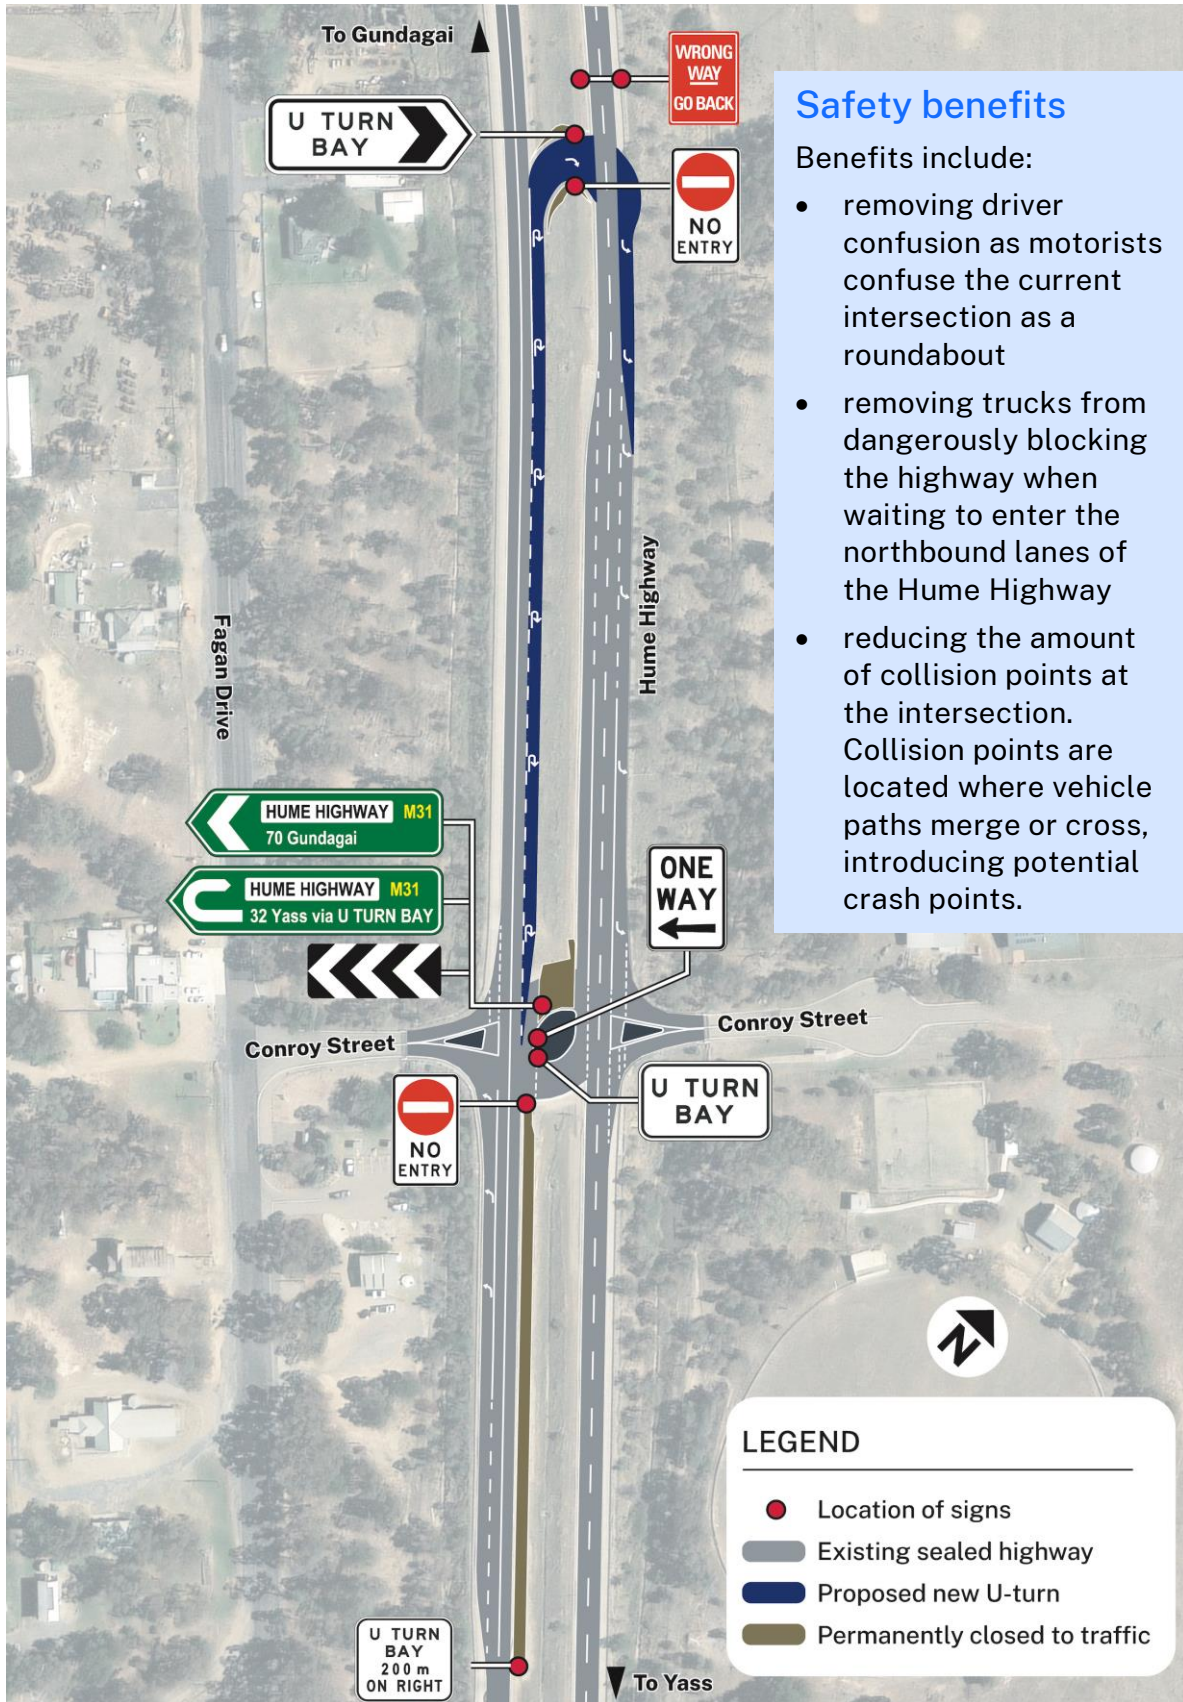 To Gundagai
WRONG
WAY
GO BACK
U TURN
BAY
NO
ENTRY
Safety benefits
Benefits include:
• removing driver
confusion as motorists
confuse the current
intersection as a
roundabout
• removing trucks from
dangerously blocking
the highway when
waiting to enter the
northbound lanes of
the Hume Highway
• reducing the amount
of collision points at
the intersection.
Collision points are
located where vehicle
paths merge or cross,
introducing potential
crash points.
Hume Highway
Fagan Drive
HUME HIGHWAY M31
70 Gundagai
HUME HIGHWAY M31
32 Yass via U TURN BAY
ONE
WAY
Conroy Street
Conroy Street
U TURN
BAY
NO
ENTRY
N
LEGEND
Location of signs
Existing sealed highway
Proposed new U-turn
Permanently closed to traffic
U TURN
BAY
200 m
ON RIGHT
To Yass